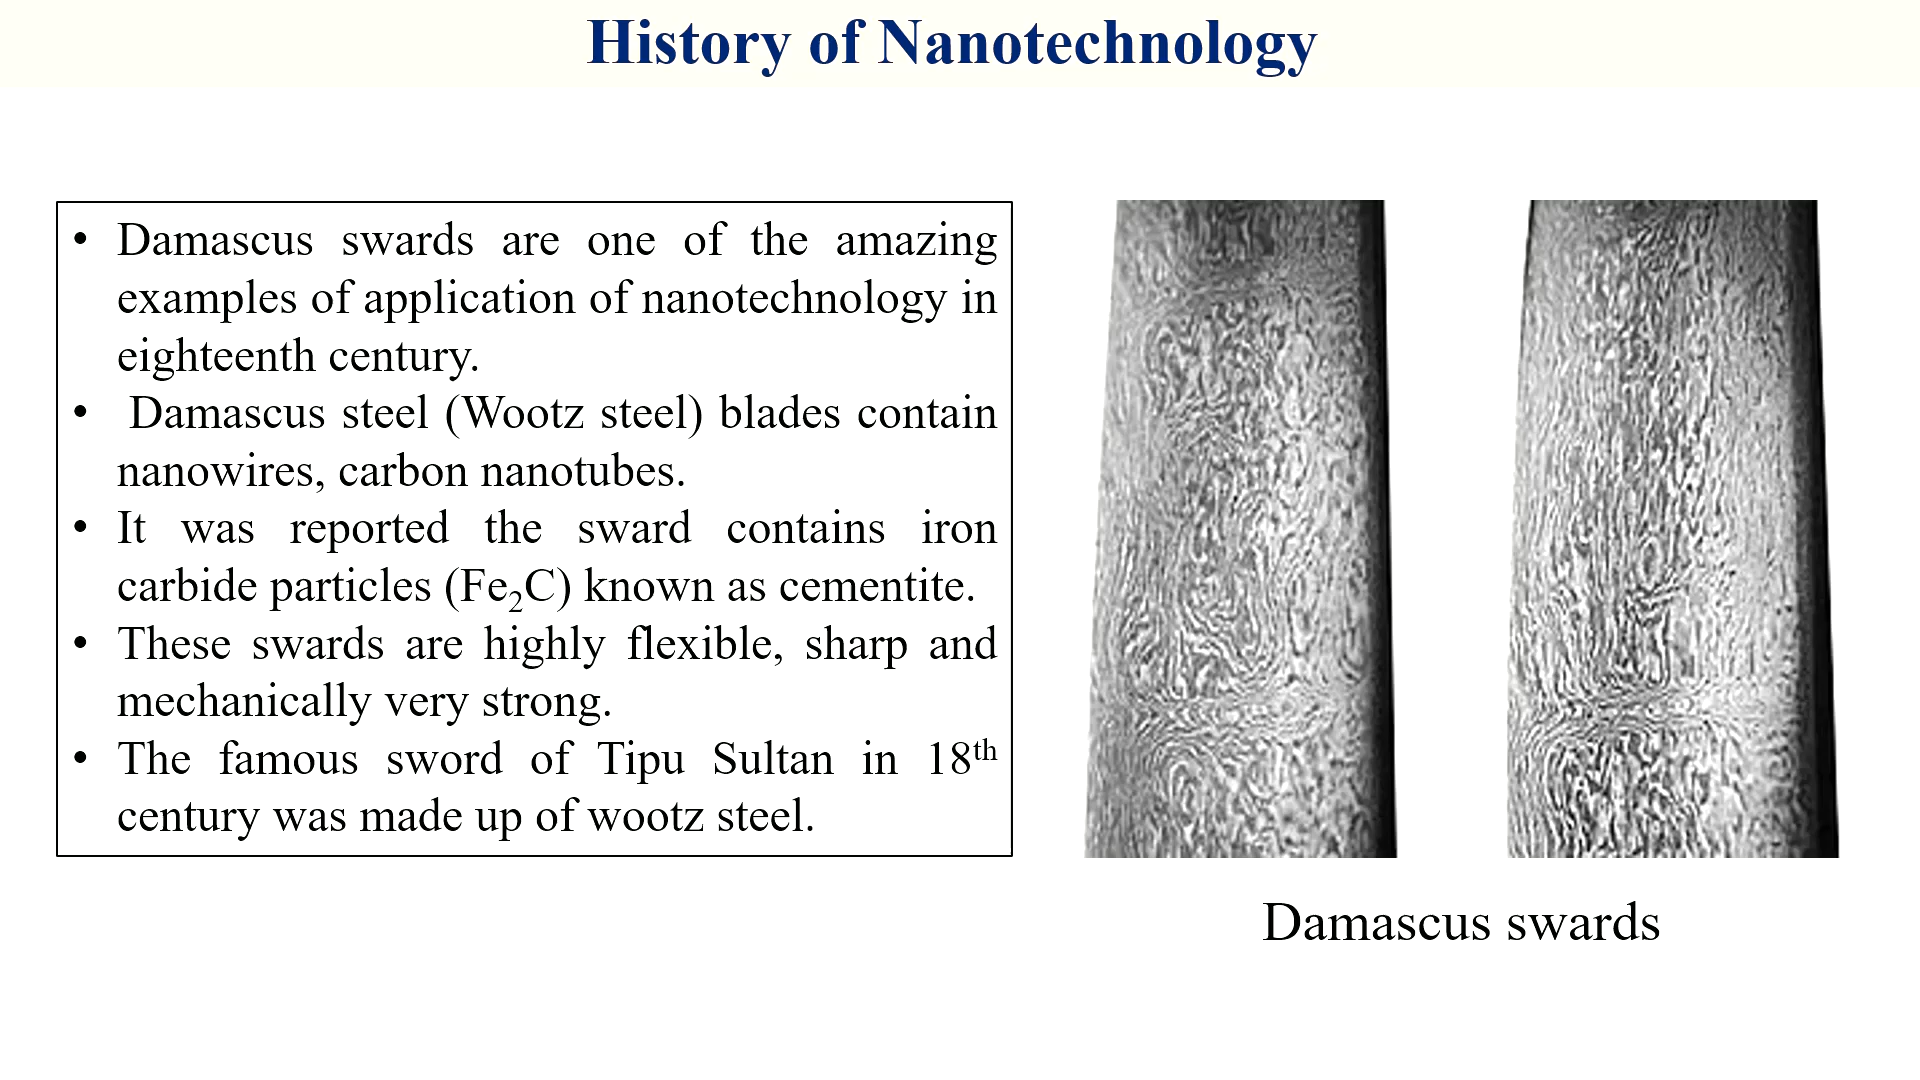 History of Nanotechnology
• Damascus swards are one of the amazing
examples of application of nanotechnology in
eighteenth century.
• Damascus steel (Wootz steel) blades contain
nanowires, carbon nanotubes.
• It was reported the sward contains iron
carbide particles (Fe₂C) known as cementite.
• These swards are highly flexible, sharp and
mechanically very strong.
• The famous sword of Tipu Sultan in 18th
century was made up of wootz steel.
Damascus swards